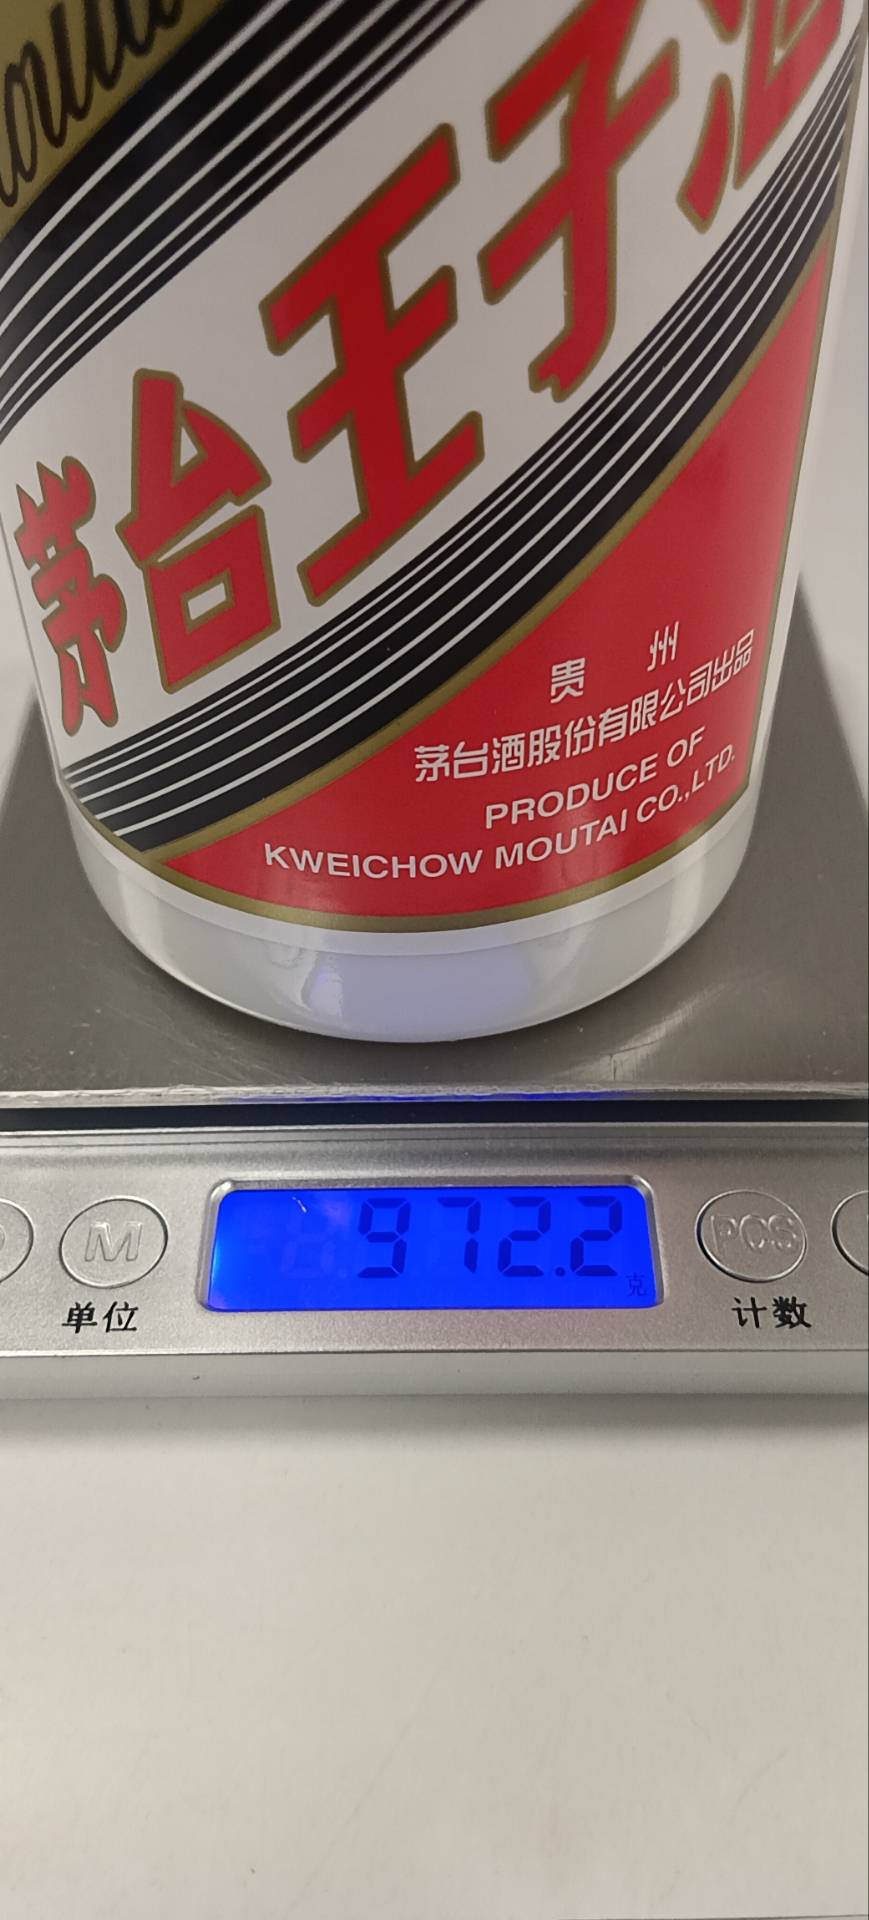 茅台王子酒
贵州
茅台酒股份有限公司出品
PRODUCE OF
KWEICHOW MOUTAI CO.,LTD.
M
972.2
克
PCS
单位
计数